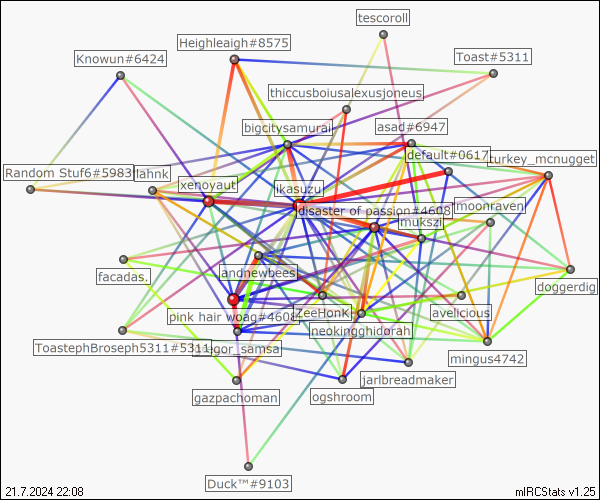 tescoroll
Heighleigh#8575
Knowun#6424
Toast#5311
thiccusboiusalexusjoneus
bigcitysamurai
asad#6947
default#0617
turkey_mcnugget
Random Stuf6#5983
lahnk
xenoyaut
ikasuzu
moonraven
disaster of passion#4608
mukszi
facadas.
andnewbees
doggerdig
pink hair woag#4608
ZeeHonK
avelicious
neokingghidorah
ToastephBroseph5311#5311
gor_samsa
mingus4742
jarlbreadmaker
gazpachoman
ogshroom
Duck™#9103
21.7.2024 22:08
mIRCStats v1.25